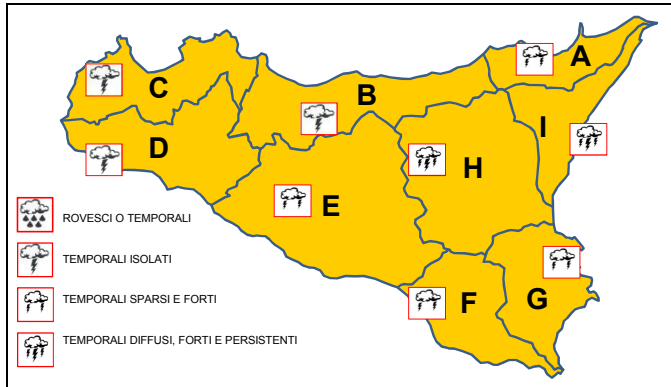 A
C
B
I
D
H
E
ROVESCI O TEMPORALI
TEMPORALI ISOLATI
TEMPORALI SPARSI E FORTI
F
G
TEMPORALI DIFFUSI, FORTI E PERSISTENTI